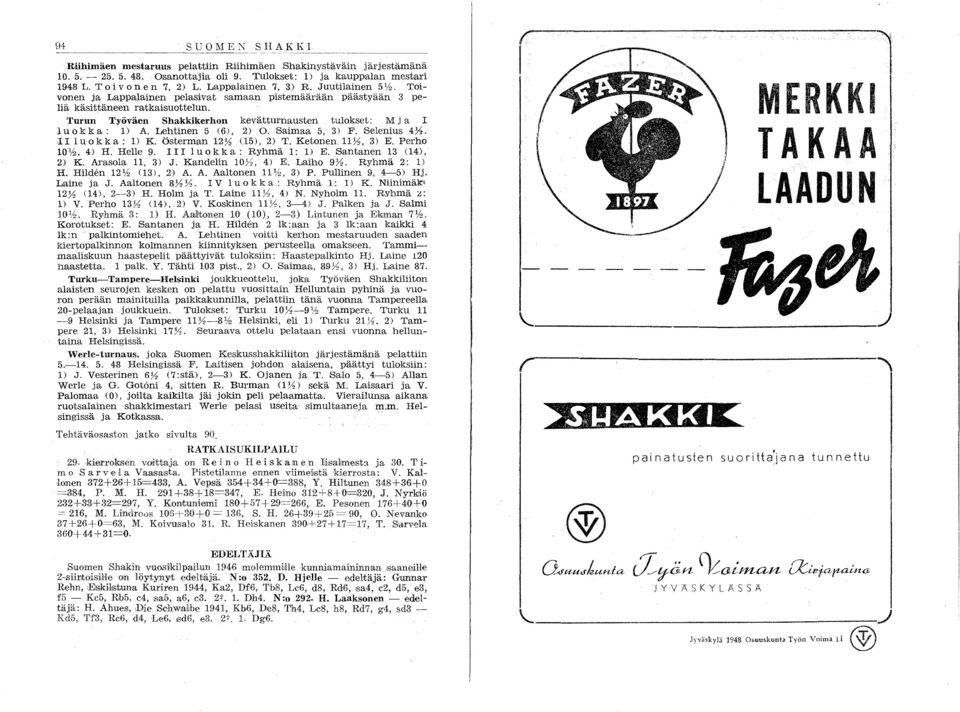 94 SUOMEN SHAKKI
Riihimäen mestaruus pelattiin Riihimäen Shakinystäväin järjestämänä
10. 5. — 25. 5. 48. Osanottajia oli 9. Tulokset: 1) ja kauppalan mestari
1948 L. Toivonen 7, 2) L. Lappalainen 7, 3) R. Juutilainen 5½. Toi-
vonen ja Lappalainen pelasivat samaan pistemäärään päästyään 3 pe-
liä käsittäneen ratkaisuottelun.
Turun Työväen Shakkikerhon kevätturnausten tulokset: M ja I
luokka: 1) A. Lehtinen 5 (6), 2) O. Saimaa 5, 3) F. Selenius 4½.
II luokka: 1) K. Österman 12½ (15), 2) T. Ketonen 11½, 3) E. Perho
10½, 4) H. Helle 9. III luokka: Ryhmä 1: 1) E. Santanen 13 (14),
2) K. Arasola 11, 3) J. Kandelin 10½, 4) E. Laiho 9½. Ryhmä 2: 1)
H. Hildén 12½ (13), 2) A. A. Aaltonen 11½, 3) P. Pullinen 9, 4—5) Hj.
Laine ja J. Aaltonen 8½½. IV luokka: Ryhmä 1: 1) K. Niinimäki
12½ (14), 2—3) H. Holm ja T. Laine 11½, 4) N. Nyholm 11. Ryhmä 2:
1) V. Perho 13½ (14), 2) V. Koskinen 11½, 3—4) J. Palken ja J. Salmi
10½. Ryhmä 3: 1) H. Aaltonen 10 (10), 2—3) Lintunen ja Ekman 7½.
Korotukset: E. Santanen ja H. Hildén 2 lk:aan ja 3 lk:aan kaikki 4
lk:n palkintomiehet. A. Lehtinen voitti kerhon mestaruuden saaden
kiertopalkinnon kolmannen kiinnityksen perusteella omakseen. Tammi—
maaliskuun haastepelit päättyivät tuloksiin: Haastepalkinto Hj. Laine 120
haastetta. 1 palk. Y. Tähti 103 pist., 2) O. Saimaa, 89½, 3) Hj. Laine 87.
Turku—Tampere—Helsinki joukkueottelu, joka Työväen Shakkiliiton
alaisten seurojen kesken on pelattu vuosittain Helluntain pyhinä ja vuo-
ron perään mainituilla paikkakunnilla, pelattiin tänä vuonna Tampereella
20-pelaajan joukkuein. Tulokset: Turku 10½—9½ Tampere, Turku 11
—9 Helsinki ja Tampere 11½—8½ Helsinki, eli 1) Turku 21½, 2) Tam-
pere 21, 3) Helsinki 17½. Seuraava ottelu pelataan ensi vuonna hellun-
taina Helsingissä.
Werle-turnaus, joka Suomen Keskusshakkiliiton järjestämänä pelattiin
5.—14. 5. 48 Helsingissä F. Laitisen johdon alaisena, päättyi tuloksiin:
1) J. Vesterinen 6½ (7:stä), 2—3) K. Ojanen ja T. Salo 5, 4—5) Allan
Werle ja G. Gotóni 4, sitten R. Burman (1½) sekä M. Laisaari ja V.
Palomaa (0), joilta kaikilta jäi jokin peli pelaamatta. Vierailunsa aikana
ruotsalainen shakkimestari Werle pelasi useita simultaaneja m.m. Hel-
singissä ja Kotkassa.
Tehtäväosaston jatko sivulta 90.
RATKAISUKILPAILU
29. kierroksen voittaja on Reino Heiskanen Iisalmesta ja 30. Ti-
mo Sarvela Vaasasta. Pistetilanne ennen viimeistä kierrosta: V. Kal-
lonen 372+26+15=433, A. Vepsä 354+34+0=388, Y. Hiltunen 348+36+0
=384, P. M. H. 291+38+18=347, E. Heino 312+8+0=320, J. Nyrkiö
232+33+32=297, Y. Kontuniemi 180+57+29=266, E. Pesonen 176+40+0
= 216, M. Lindroos 106+30+0 = 136, S. H. 26+39+25 = 90, O. Nevanko
37+26+0=63, M. Koivusalo 31, R. Heiskanen 390+27+17=17, T. Sarvela
360+44+31=0.
EDELTÄJIÄ
Suomen Shakin vuosikilpailun 1946 molemmille kunniamaininnan saaneille
2-siirtoisille on löytynyt edeltäjä. N:o 352. D. Hjelle — edeltäjä: Gunnar
Rehn, Eskilstuna Kuriren 1944, Ka2, Df6, Tb8, Lc6, d8, Rd6, sa4, c2, d5, e3,
f5 — Kc5, Rb5, c4, sa5, a6, c3. 2‡. 1. Dh4. N:o 292. H. Laaksonen — edel-
täjä: H. Ahues, Die Schwalbe 1941, Kb6, De8, Th4, Lc8, h8, Rd7, g4, sd3 —
Kd5, Tf3, Rc6, d4, Le6, sd6, e3. 2‡. 1. Dg6.
FAZER
1897
MERKKI
TAKAA
LAADUN
Fazer
SHAKKI
painatusten suorittajana tunnettu
TV
Osuuskunta Työn Voiman Kirjapaino
JYVÄSKYLÄSSÄ
Jyväskylä 1948 Osuuskunta Työn Voima i l
TV